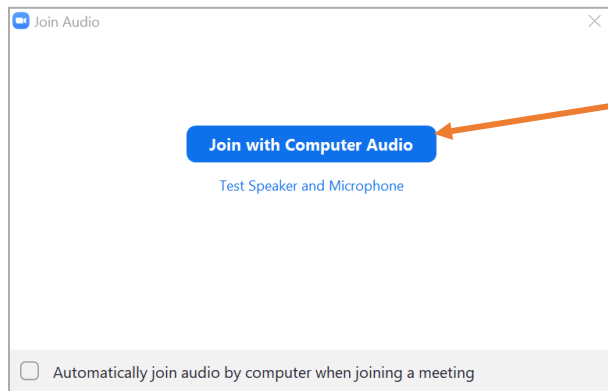 Join Audio
Join with Computer Audio
Test Speaker and Microphone
Automatically join audio by computer when joining a meeting